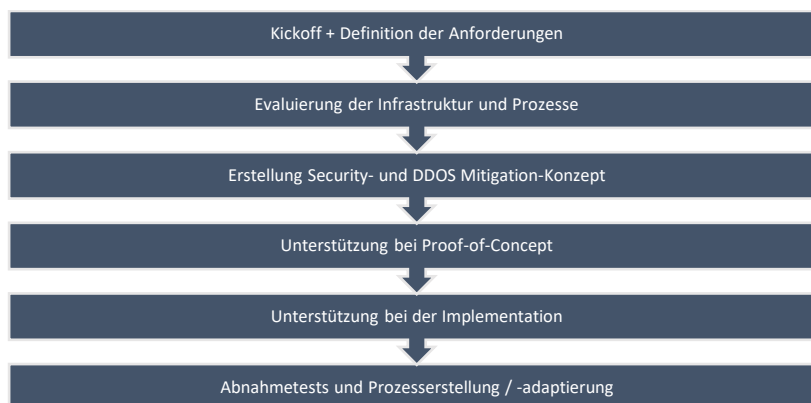 Kickoff + Definition der Anforderungen
Evaluierung der Infrastruktur und Prozesse
Erstellung Security- und DDOS Mitigation-Konzept
Unterstützung bei Proof-of-Concept
Unterstützung bei der Implementation
Abnahmetests und Prozesserstellung / -adaptierung